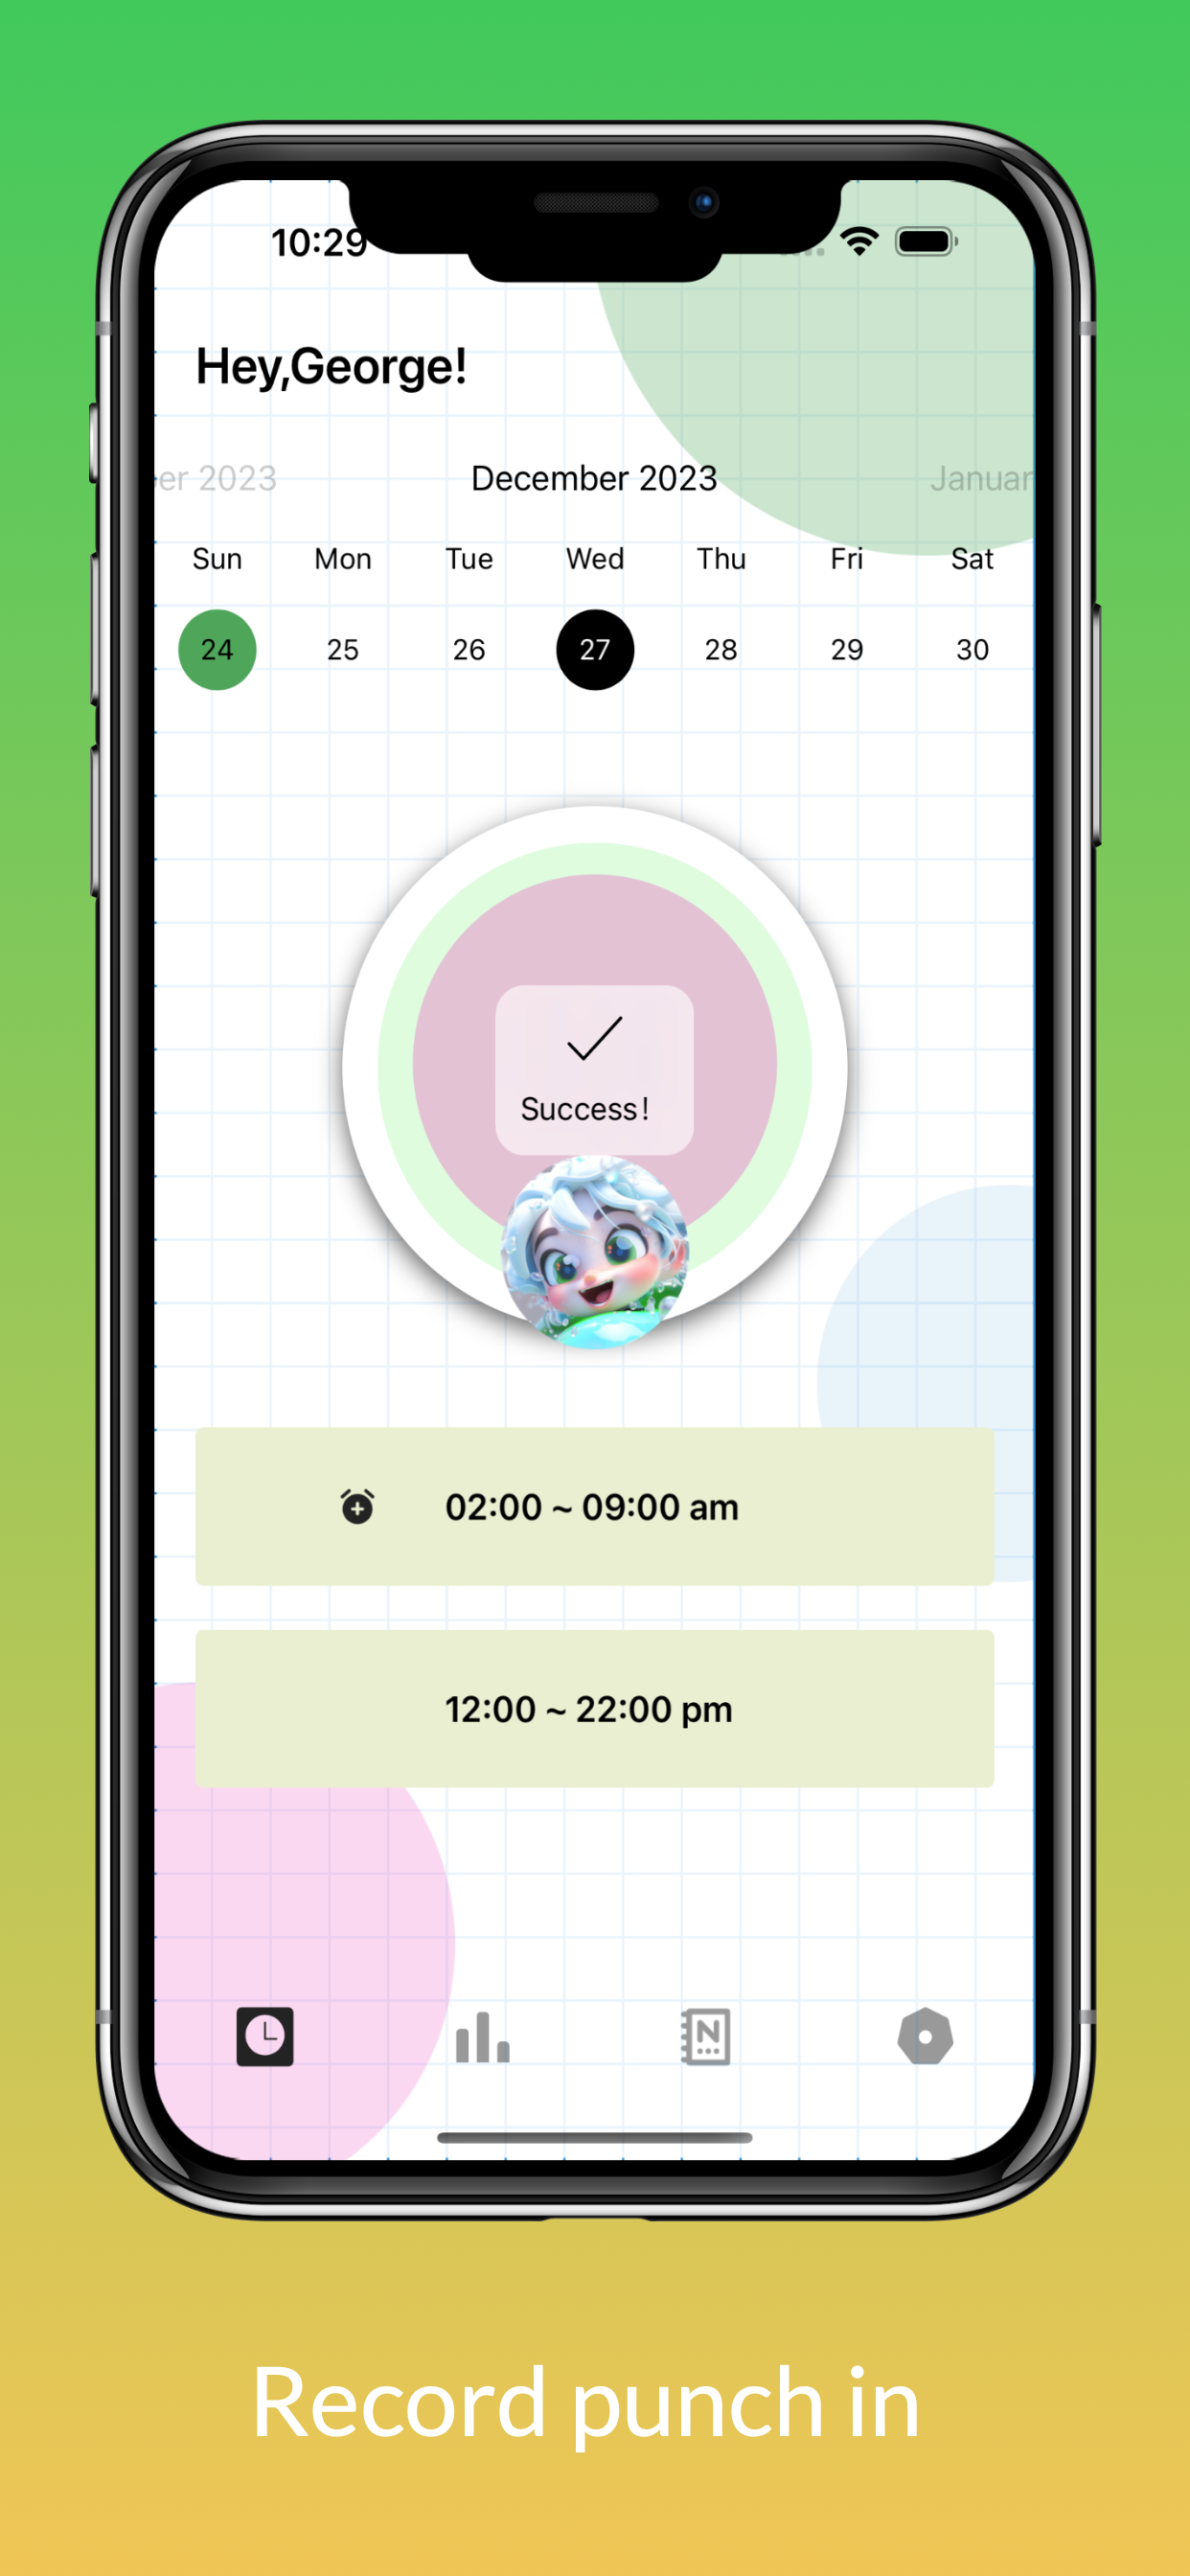 10:29
Hey,George!
er 2023 December 2023 Januar
Sun Mon Tue Wed Thu Fri Sat
24 25 26 27 28 29 30
Success!
02:00 ~ 09:00 am
12:00 ~ 22:00 pm
N
Record punch in